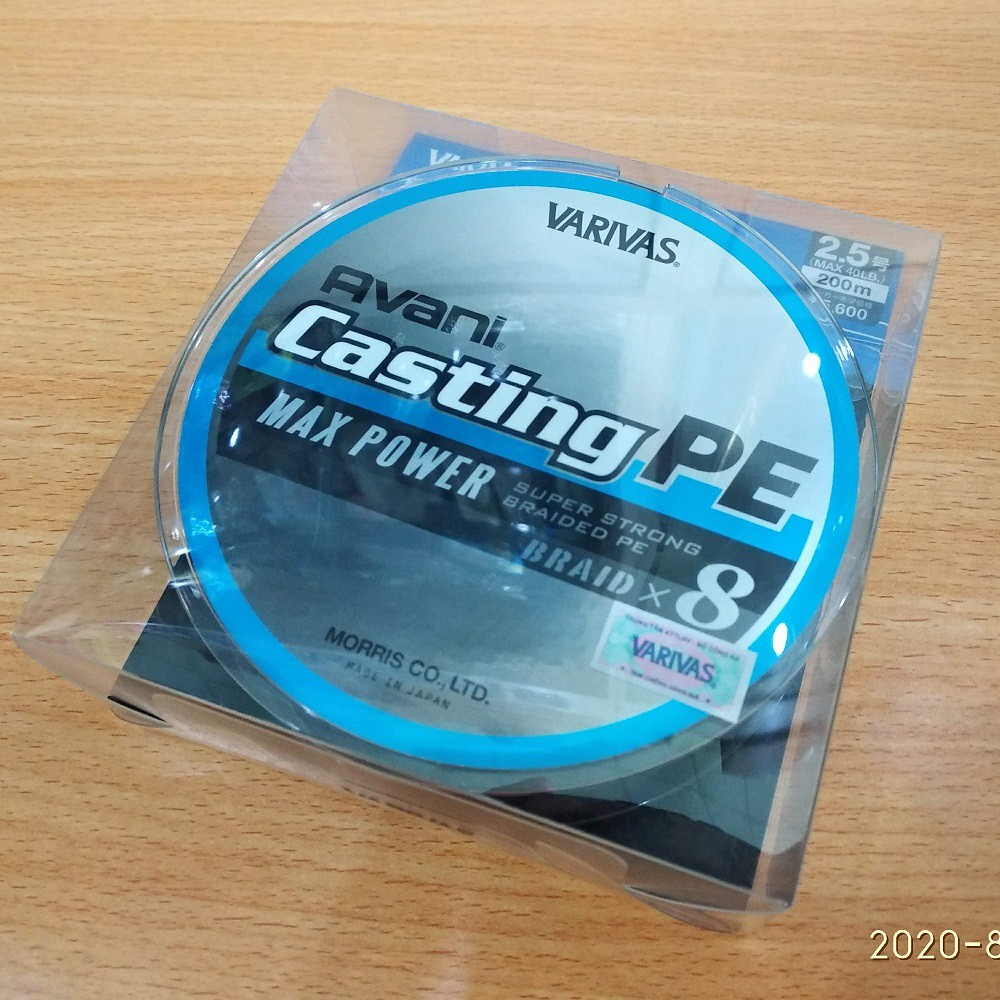 VARIVAS
2.5号
(MAX 40LB.)
200m
VARIVAS®
Avani®
Casting PE
MAX POWER
SUPER STRONG
BRAIDED PE
BRAID × 8
VARIVAS
MORRIS CO., LTD.
MADE IN JAPAN
2020-8